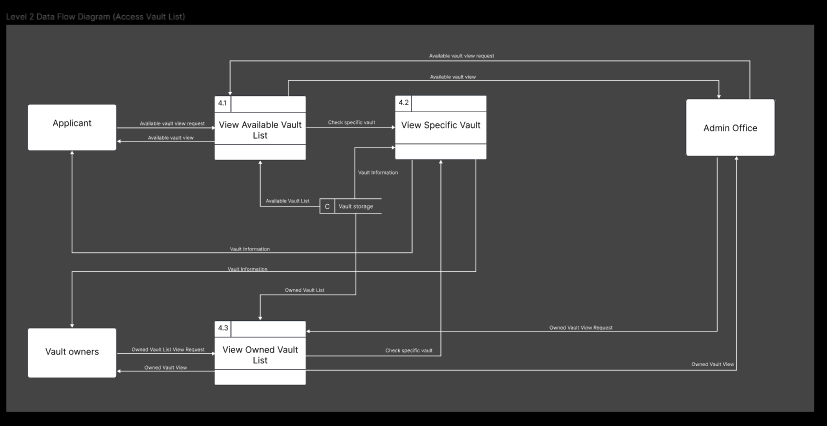 Level 2 Data Flow Diagram (Access Vault List)
Available vault view request
Available vault view
4.1
4.2
Applicant
Available vault view request
View Available Vault
List
Check specific vault
View Specific Vault
Admin Office
Available vault view
Vault Information
Available Vault List
C
Vault storage
Vault Information
Vault Information
Owned Vault List
4.3
Owned Vault View Request
Vault owners
Owned Vault List View Request
View Owned Vault
List
Check specific vault
Owned Vault View
Owned Vault View